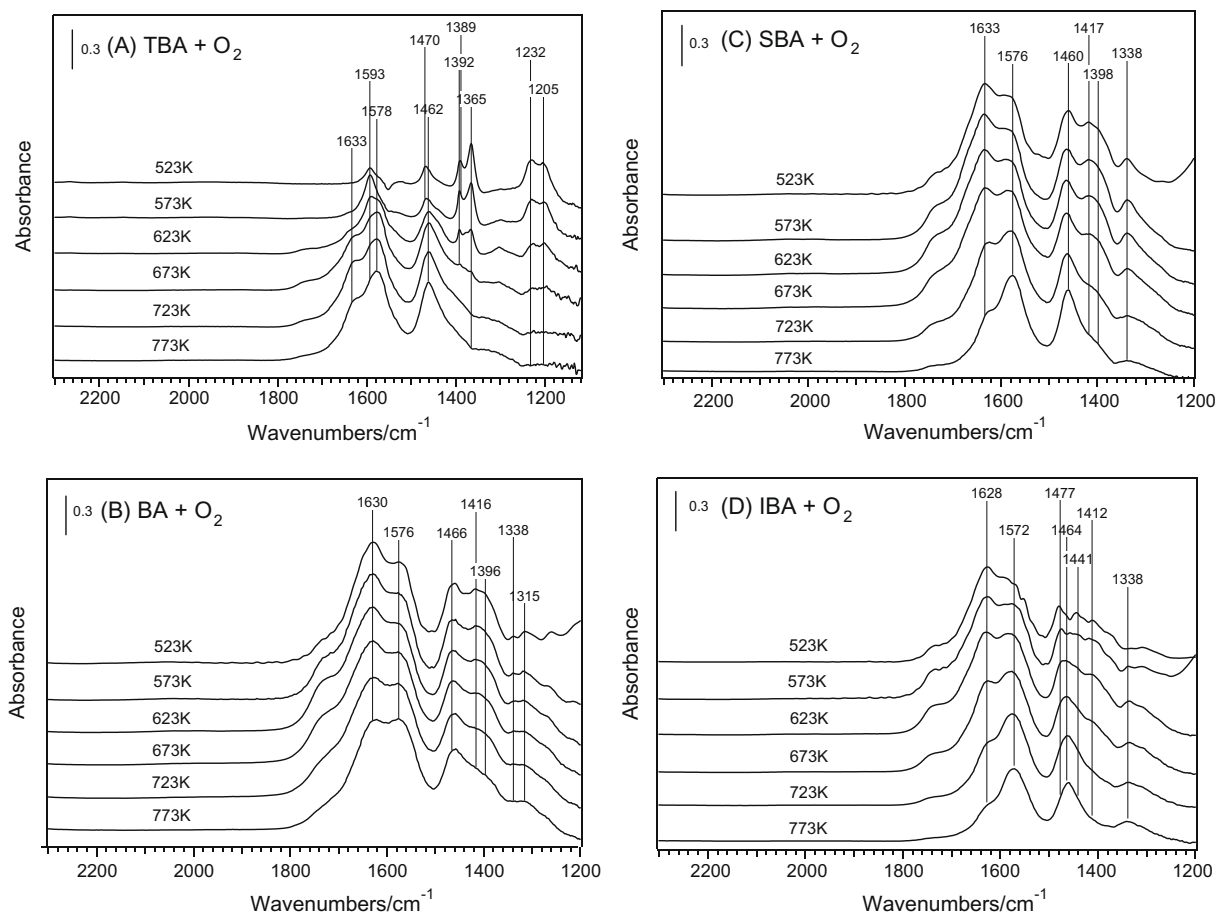 0.3 (A) TBA + O2
1389
1470
1392
1232
1593
1205
1578
1462
1365
1633
523K
573K
623K
673K
723K
773K
Absorbance
2200 2000 1800 1600 1400 1200
Wavenumbers/cm-1
0.3 (C) SBA + O2
1633
1417
1576
1460
1338
1398
523K
573K
623K
673K
723K
773K
Absorbance
2200 2000 1800 1600 1400 1200
Wavenumbers/cm-1
0.3 (B) BA + O2
1630
1416
1576
1466
1338
1396
1315
523K
573K
623K
673K
723K
773K
Absorbance
2200 2000 1800 1600 1400 1200
Wavenumbers/cm-1
0.3 (D) IBA + O2
1628
1477
1412
1572
1464
1441
1338
523K
573K
623K
673K
723K
773K
Absorbance
2200 2000 1800 1600 1400 1200
Wavenumbers/cm-1